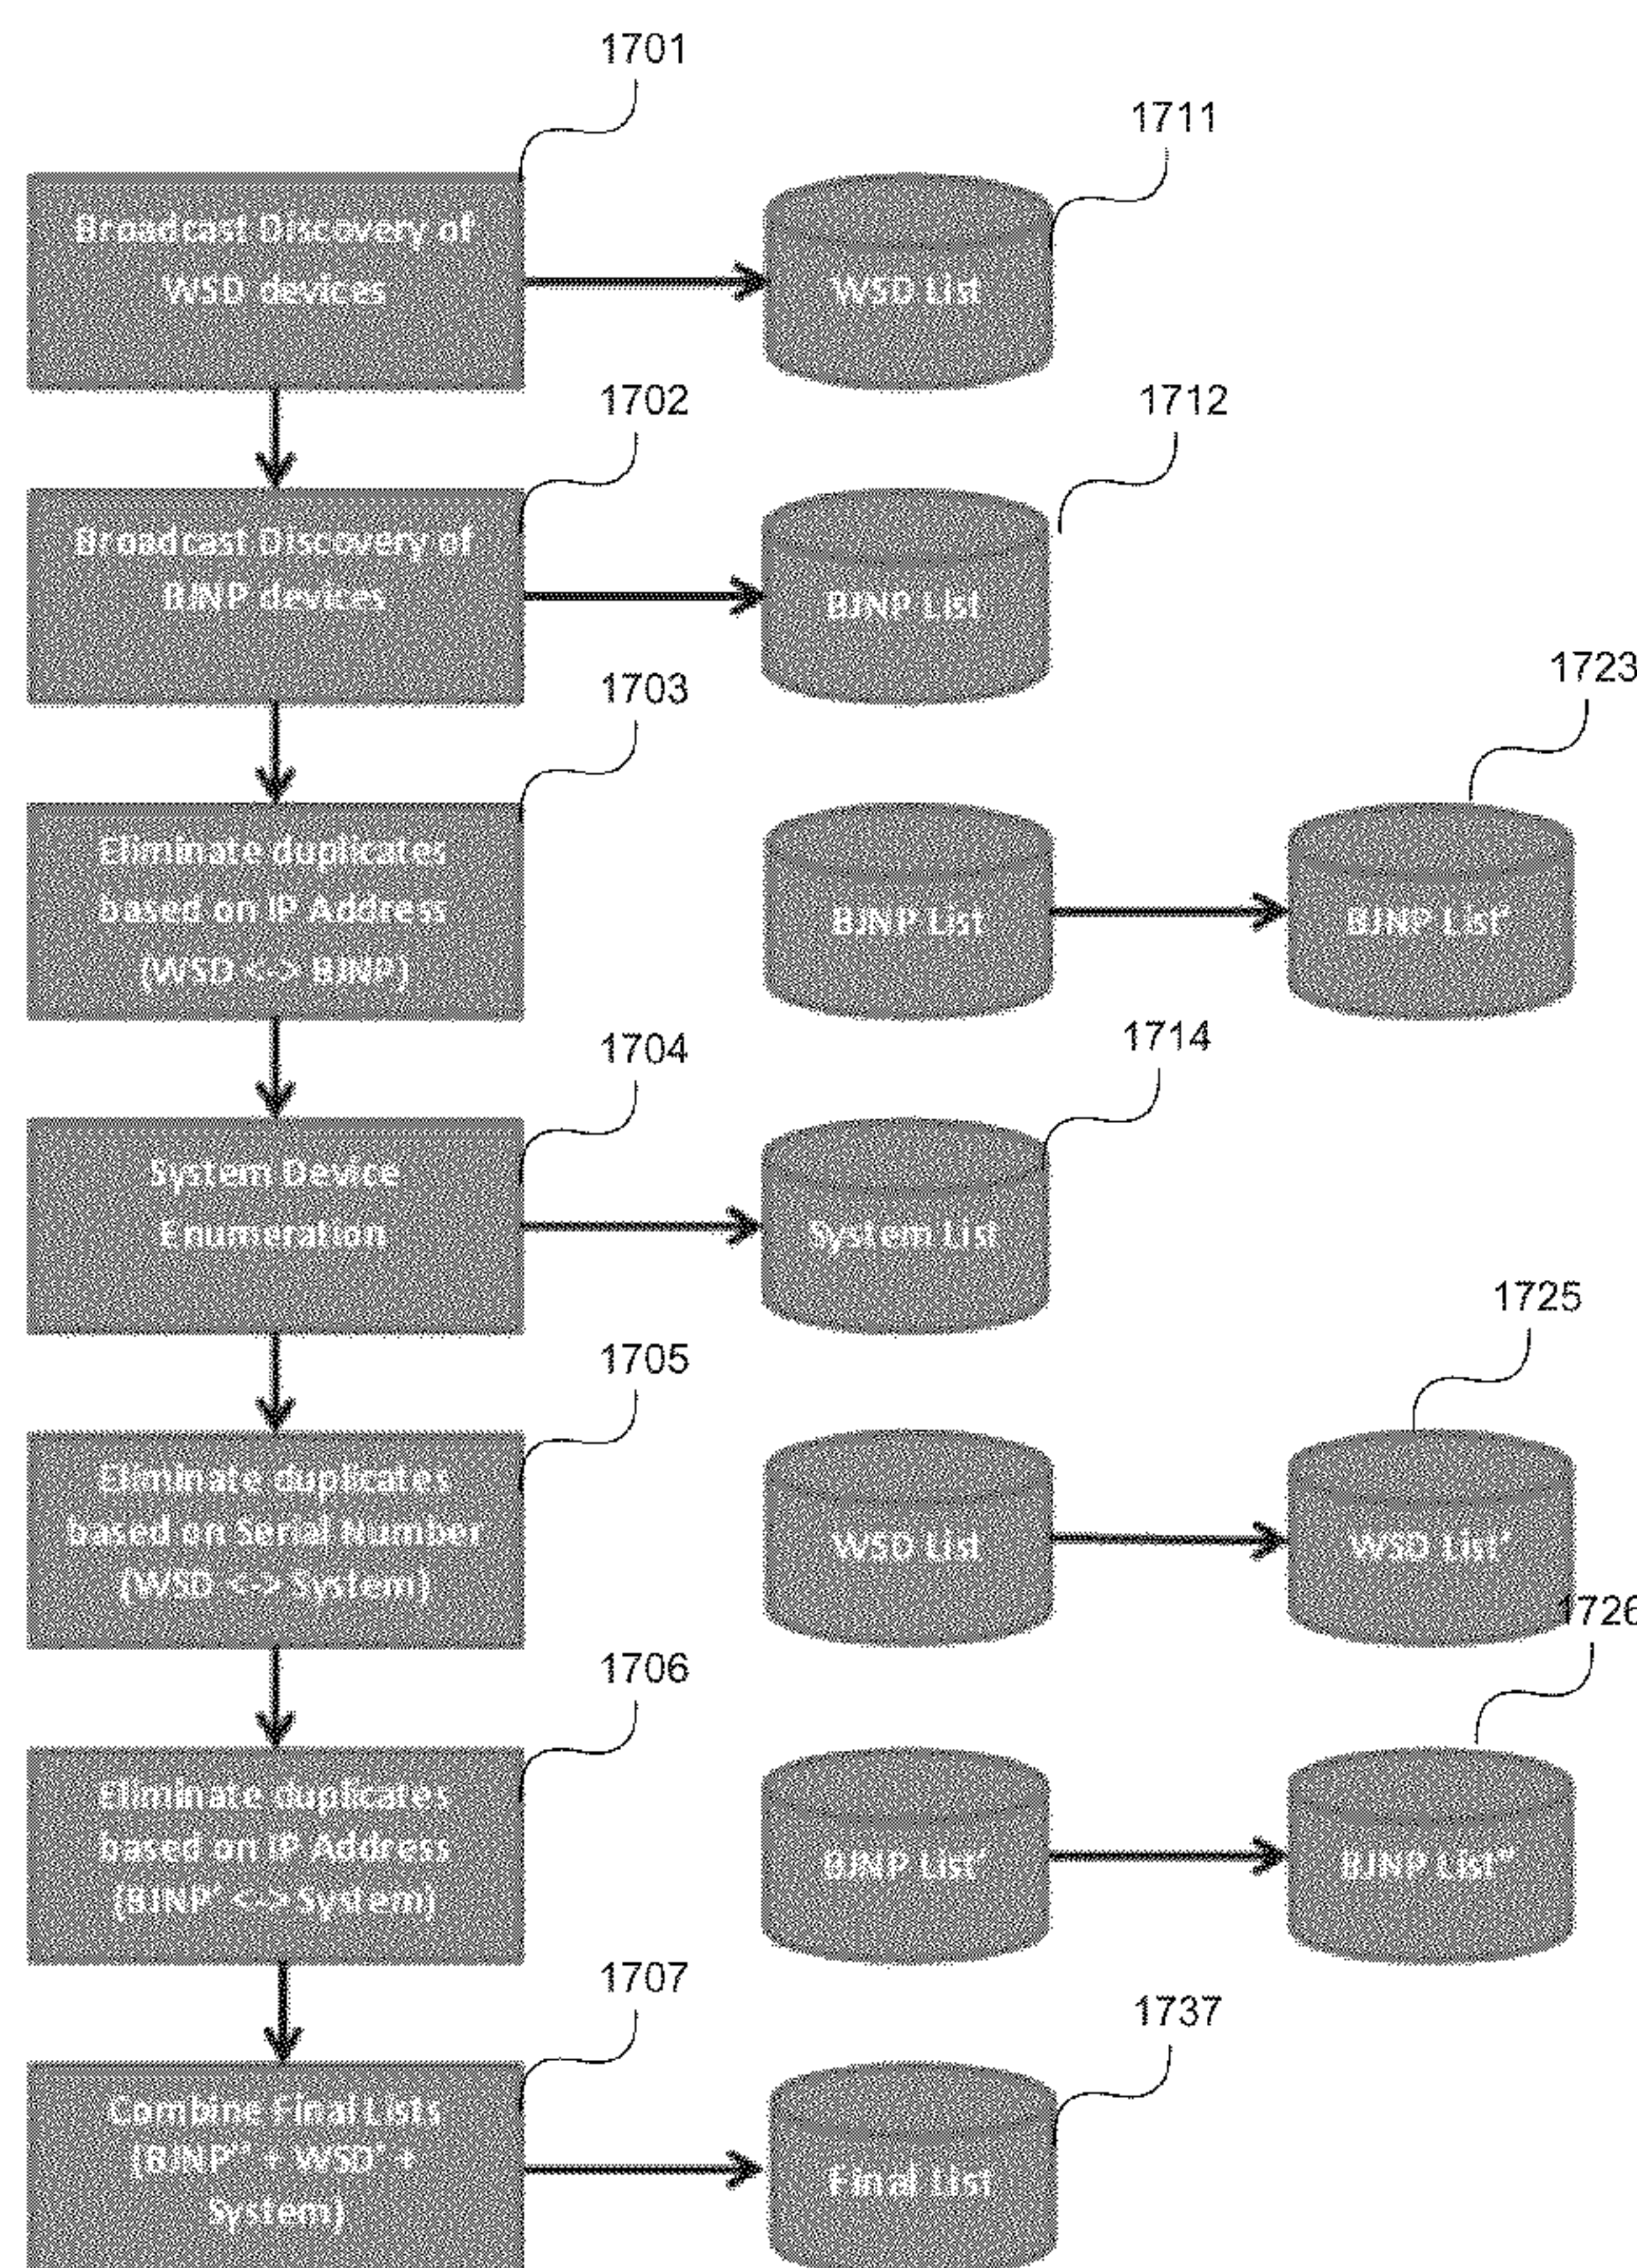 1701
1711
Broadcast Discovery of
WSD devices
WSD List
1702
1712
Broadcast Discovery of
BJNP devices
BJNP List
1703
1723
Eliminate duplicates
based on IP Address
(WSD <-> BJNP)
BJNP List
BJNP List'
1704
1714
System Device
Enumeration
System List
1705
1725
Eliminate duplicates
based on Serial Number
(WSD <-> System)
WSD List
WSD List'
1726
1706
Eliminate duplicates
based on IP Address
(BJNP' <-> System)
BJNP List'
BJNP List''
1707
1737
Combine Final Lists
(BJNP'' + WSD' +
System)
Final List